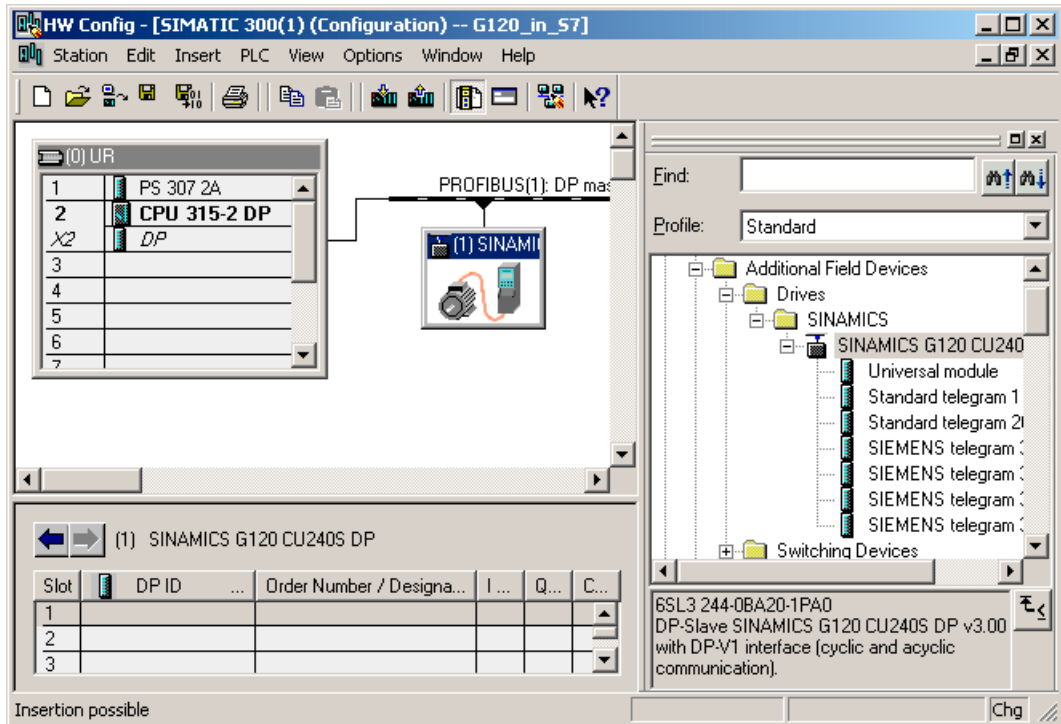 HW Config - [SIMATIC 300(1) (Configuration) -- G120_in_S7]
Station Edit Insert PLC View Options Window Help
(0) UR
1 PS 307 2A
2 CPU 315-2 DP
X2 DP
3
4
5
6
7
PROFIBUS(1): DP mas
(1) SINAMI
Find:
Profile: Standard
Additional Field Devices
Drives
SINAMICS
SINAMICS G120 CU240
Universal module
Standard telegram 1
Standard telegram 2
SIEMENS telegram 3
SIEMENS telegram 3
SIEMENS telegram 3
SIEMENS telegram 3
Switching Devices
(1) SINAMICS G120 CU240S DP
Slot DP ID ... Order Number / Designa... I ... Q... C...
1
2
3
6SL3 244-0BA20-1PA0
DP-Slave SINAMICS G120 CU240S DP v3.00
with DP-V1 interface (cyclic and acyclic
communication).
Insertion possible
Chg